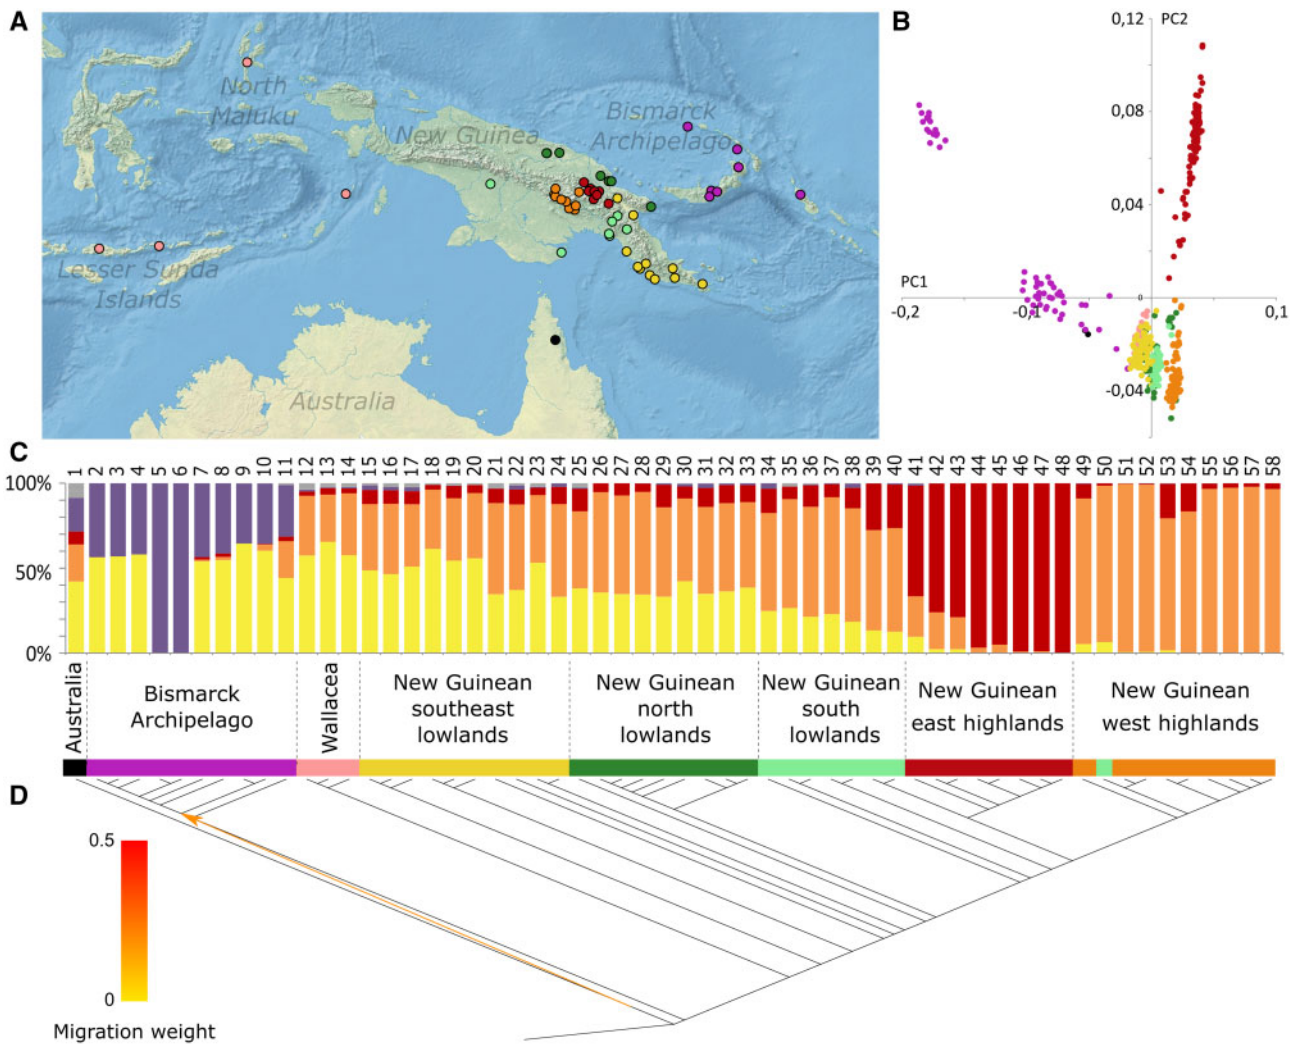 A
North
Maluku
New Guinea
Bismarck
Archipelago
Lesser Sunda
Islands
Australia
B
0,12
PC2
0,08
0,04
PC1
-0,2
-0,1
0
0,1
-0,04
C
1 2 3 4 5 6 7 8 9 10 11 12 13 14 15 16 17 18 19 20 21 22 23 24 25 26 27 28 29 30 31 32 33 34 35 36 37 38 39 40 41 42 43 44 45 46 47 48 49 50 51 52 53 54 55 56 57 58
100%
50%
0%
Australia
Bismarck
Archipelago
Wallacea
New Guinean
southeast
lowlands
New Guinean
north
lowlands
New Guinean
south
lowlands
New Guinean
east highlands
New Guinean
west highlands
D
0.5
0
Migration weight